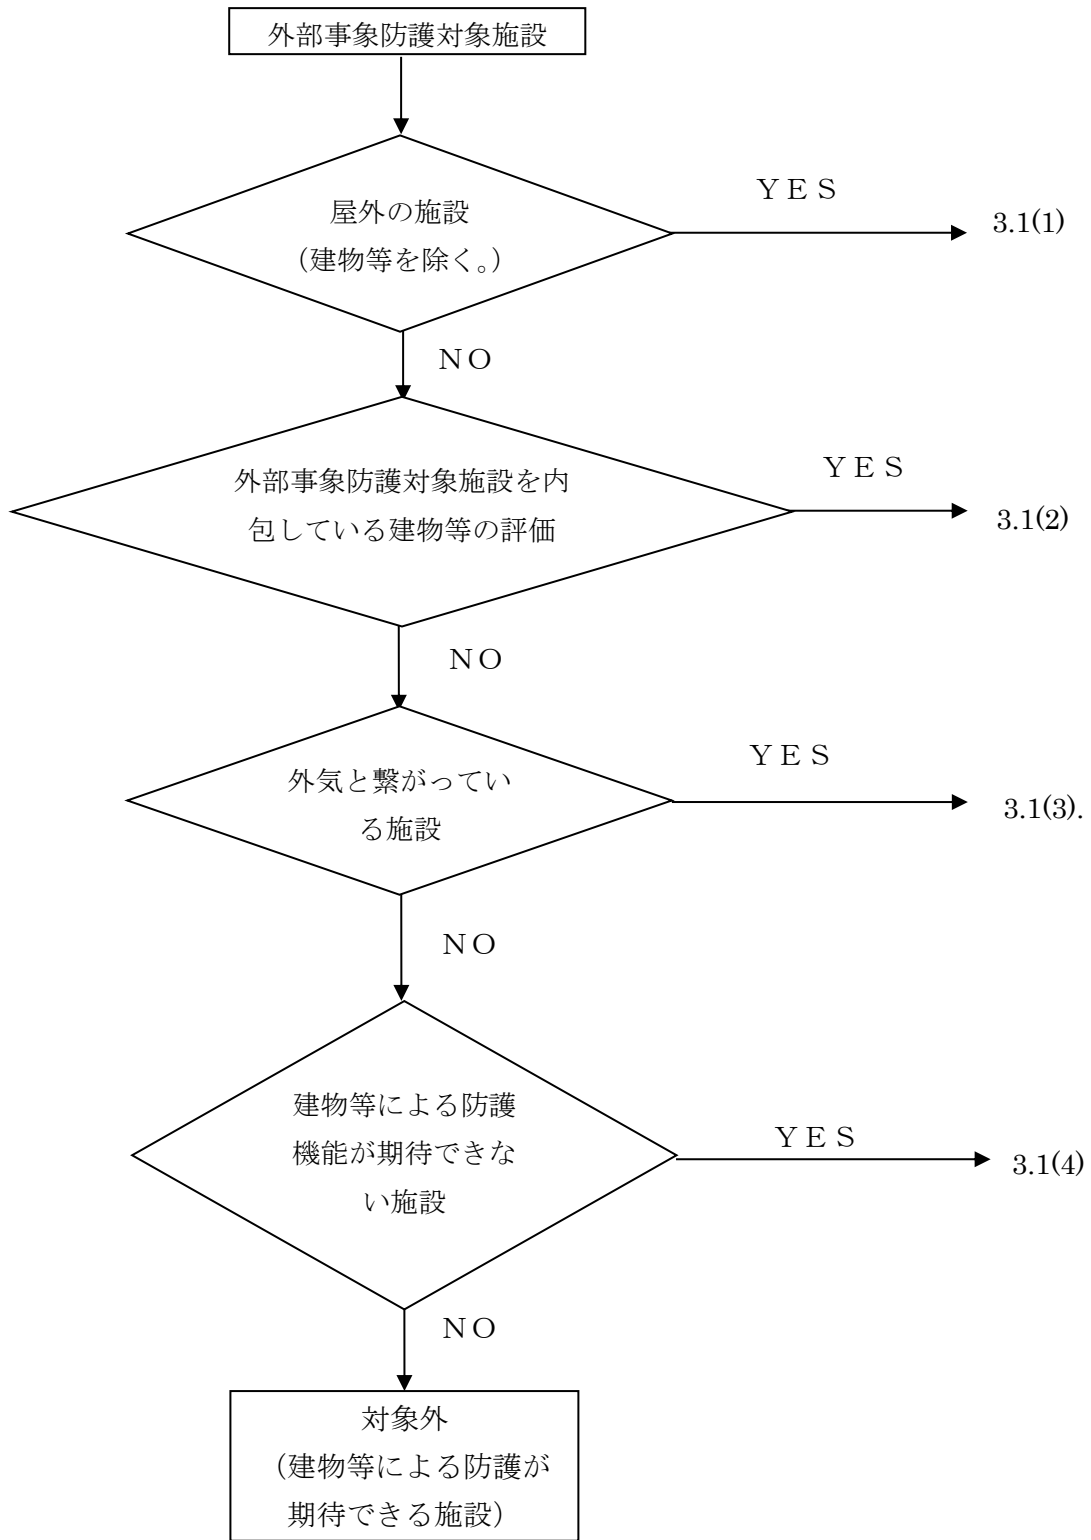 外部事象防護対象施設
ＹＥＳ
屋外の施設
（建物等を除く。）
3.1(1)
ＮＯ
ＹＥＳ
外部事象防護対象施設を内
包している建物等の評価
3.1(2)
ＮＯ
ＹＥＳ
外気と繋がってい
る施設
3.1(3).
ＮＯ
建物等による防護
機能が期待できな
い施設
ＹＥＳ
3.1(4)
ＮＯ
対象外
（建物等による防護が
期待できる施設）